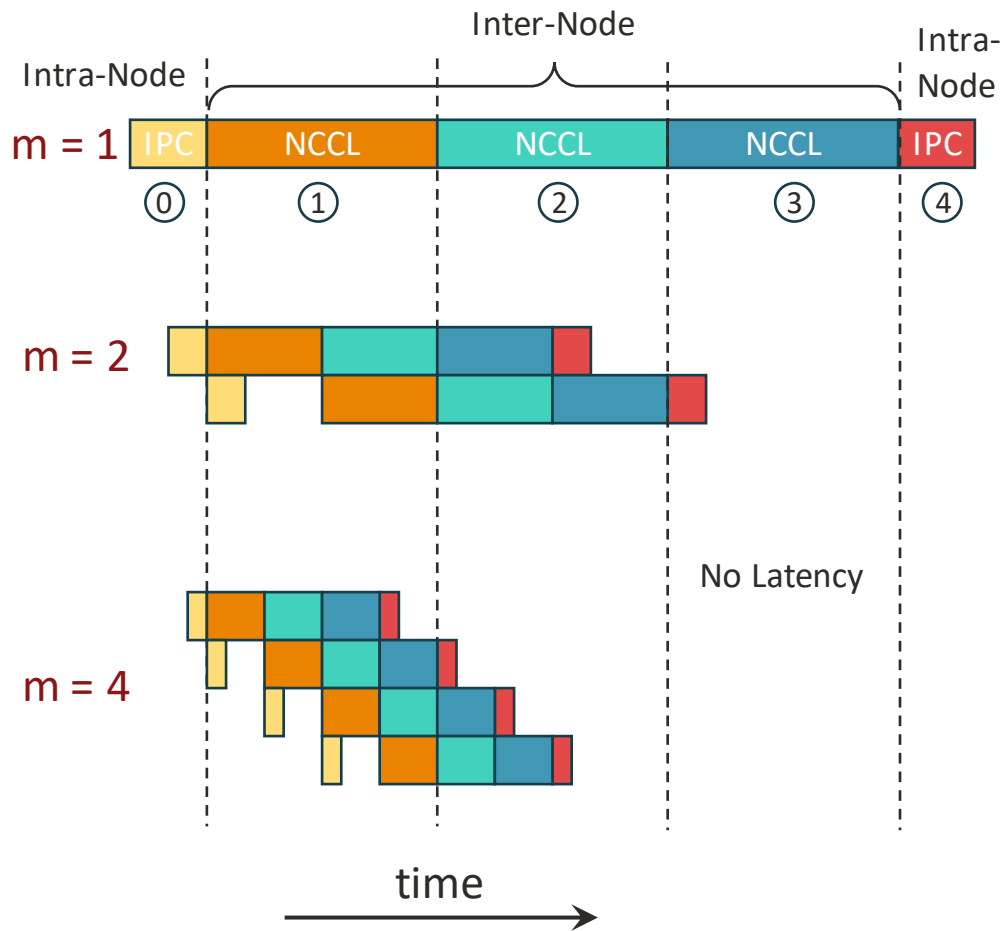 Inter-Node
Intra-Node
Intra-
Node
m = 1
IPC
NCCL
NCCL
NCCL
IPC
0
1
2
3
4
m = 2
No Latency
m = 4
time